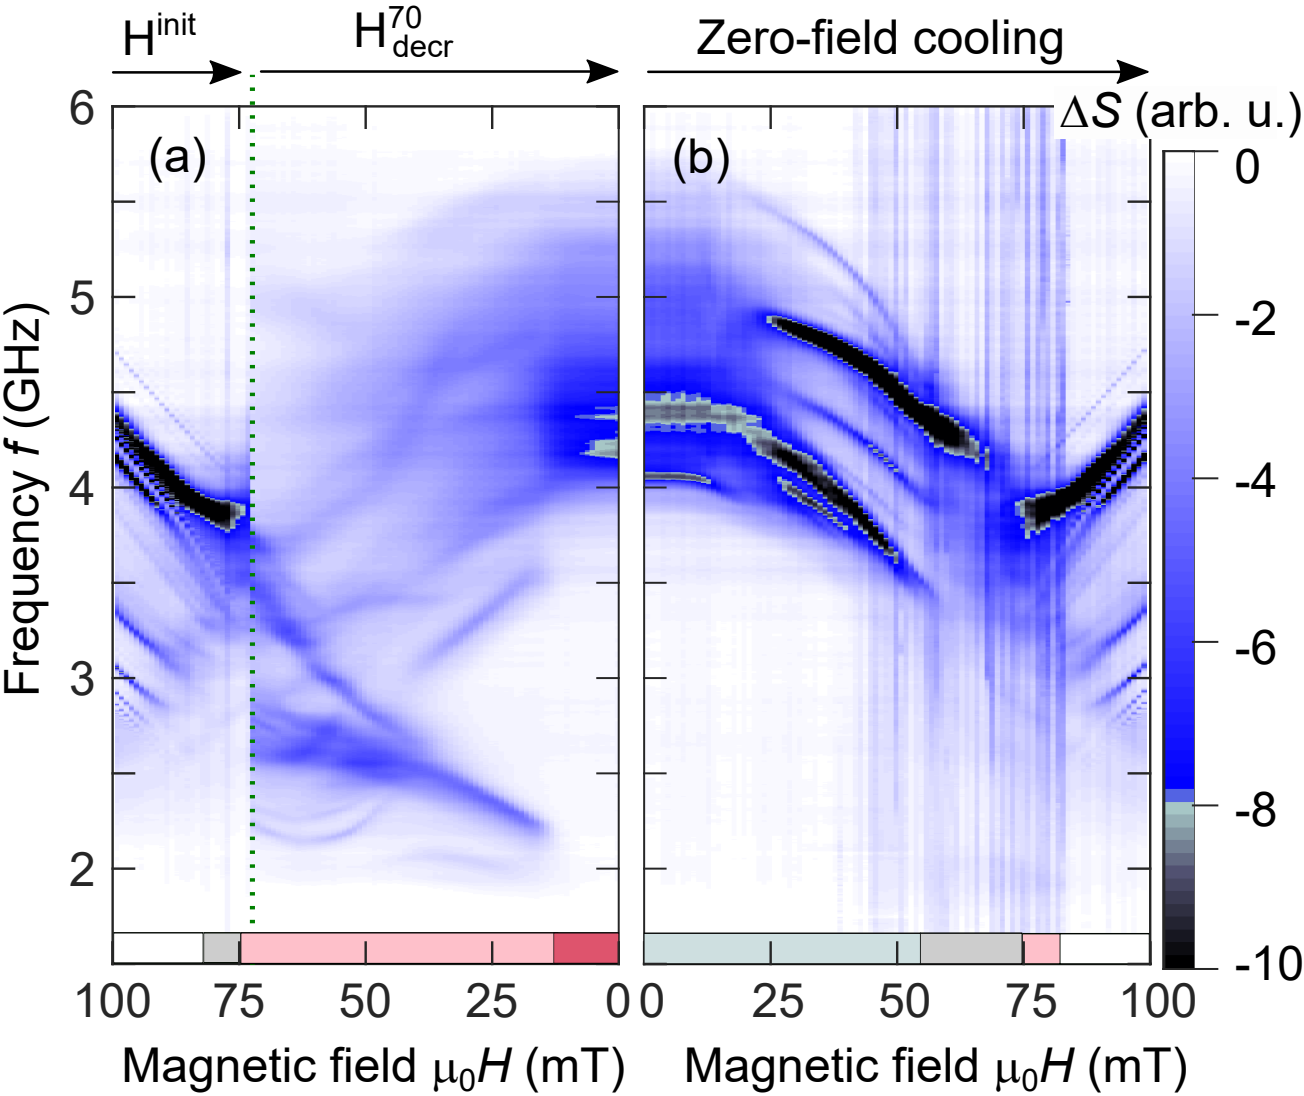 H^init
H^70_decr
Zero-field cooling
ΔS (arb. u.)
(a)
(b)
6
5
4
3
2
Frequency f (GHz)
0
-2
-4
-6
-8
-10
100 75 50 25 0
0 25 50 75 100
Magnetic field μ₀H (mT)
Magnetic field μ₀H (mT)